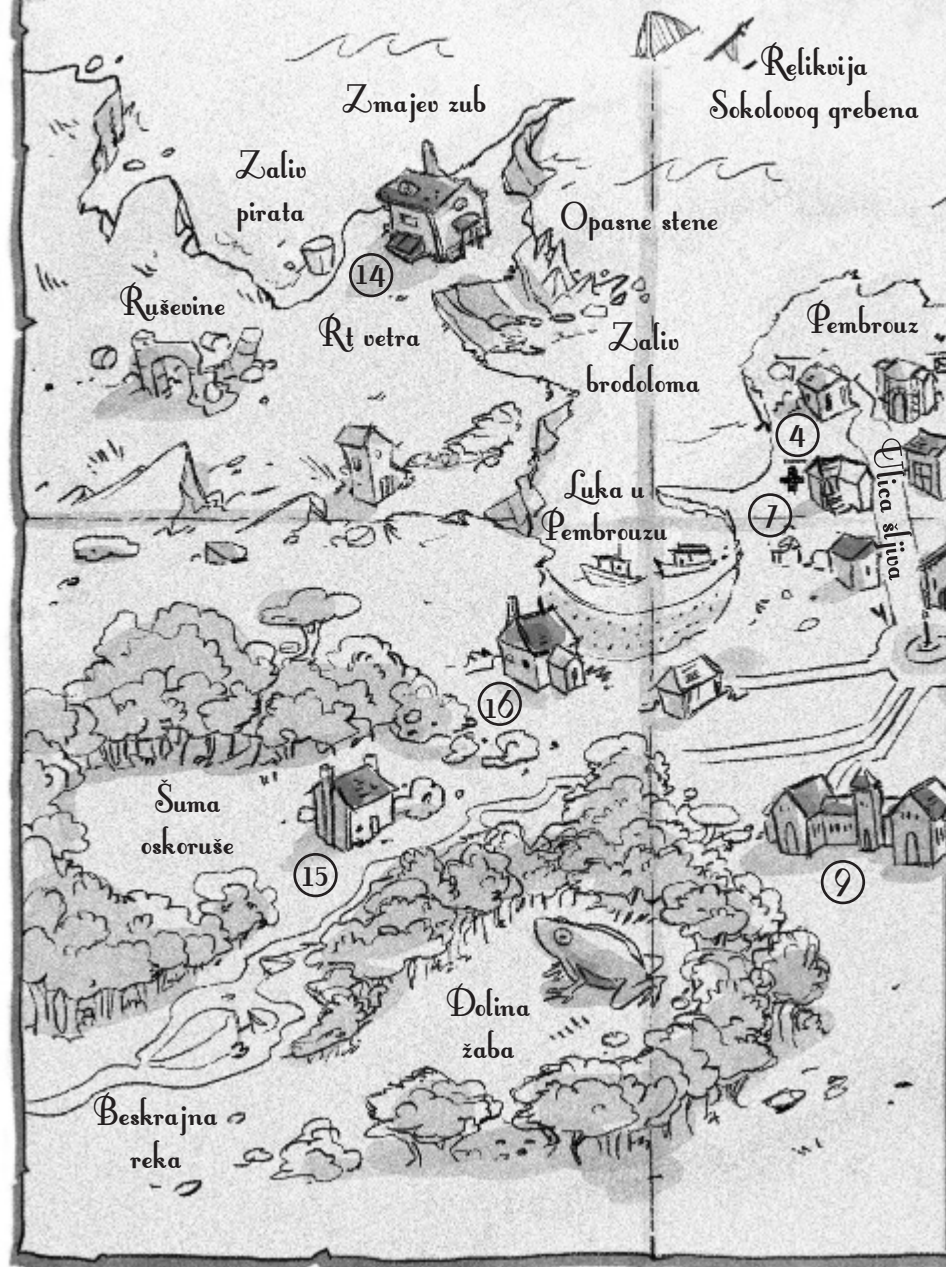 Relikvija
Sokolovog grebena
Zmajev zub
Zaliv
pirata
Opasne stene
14
Ruševine
Rt vetra
Zaliv
brodoloma
Pembrouz
4
Ulica šljiva
Luka u
Pembrouzu
7
16
Šuma
oskoruše
15
9
Dolina
žaba
Beskrajna
reka